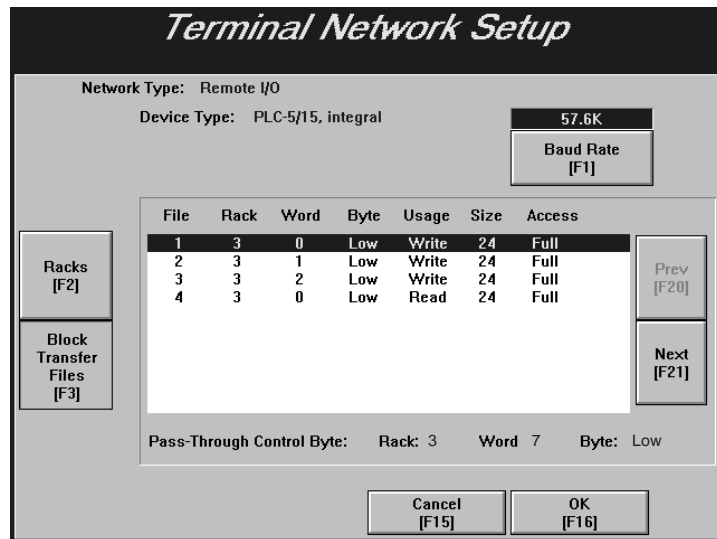 Terminal Network Setup
Network Type: Remote I/O
Device Type: PLC-5/15, integral
57.6K
Baud Rate
[F1]
File Rack Word Byte Usage Size Access
1 3 0 Low Write 24 Full
2 3 1 Low Write 24 Full
3 3 2 Low Write 24 Full
4 3 0 Low Read 24 Full
Racks
[F2]
Block
Transfer
Files
[F3]
Prev
[F20]
Next
[F21]
Pass-Through Control Byte: Rack: 3 Word 7 Byte: Low
Cancel
[F15]
OK
[F16]